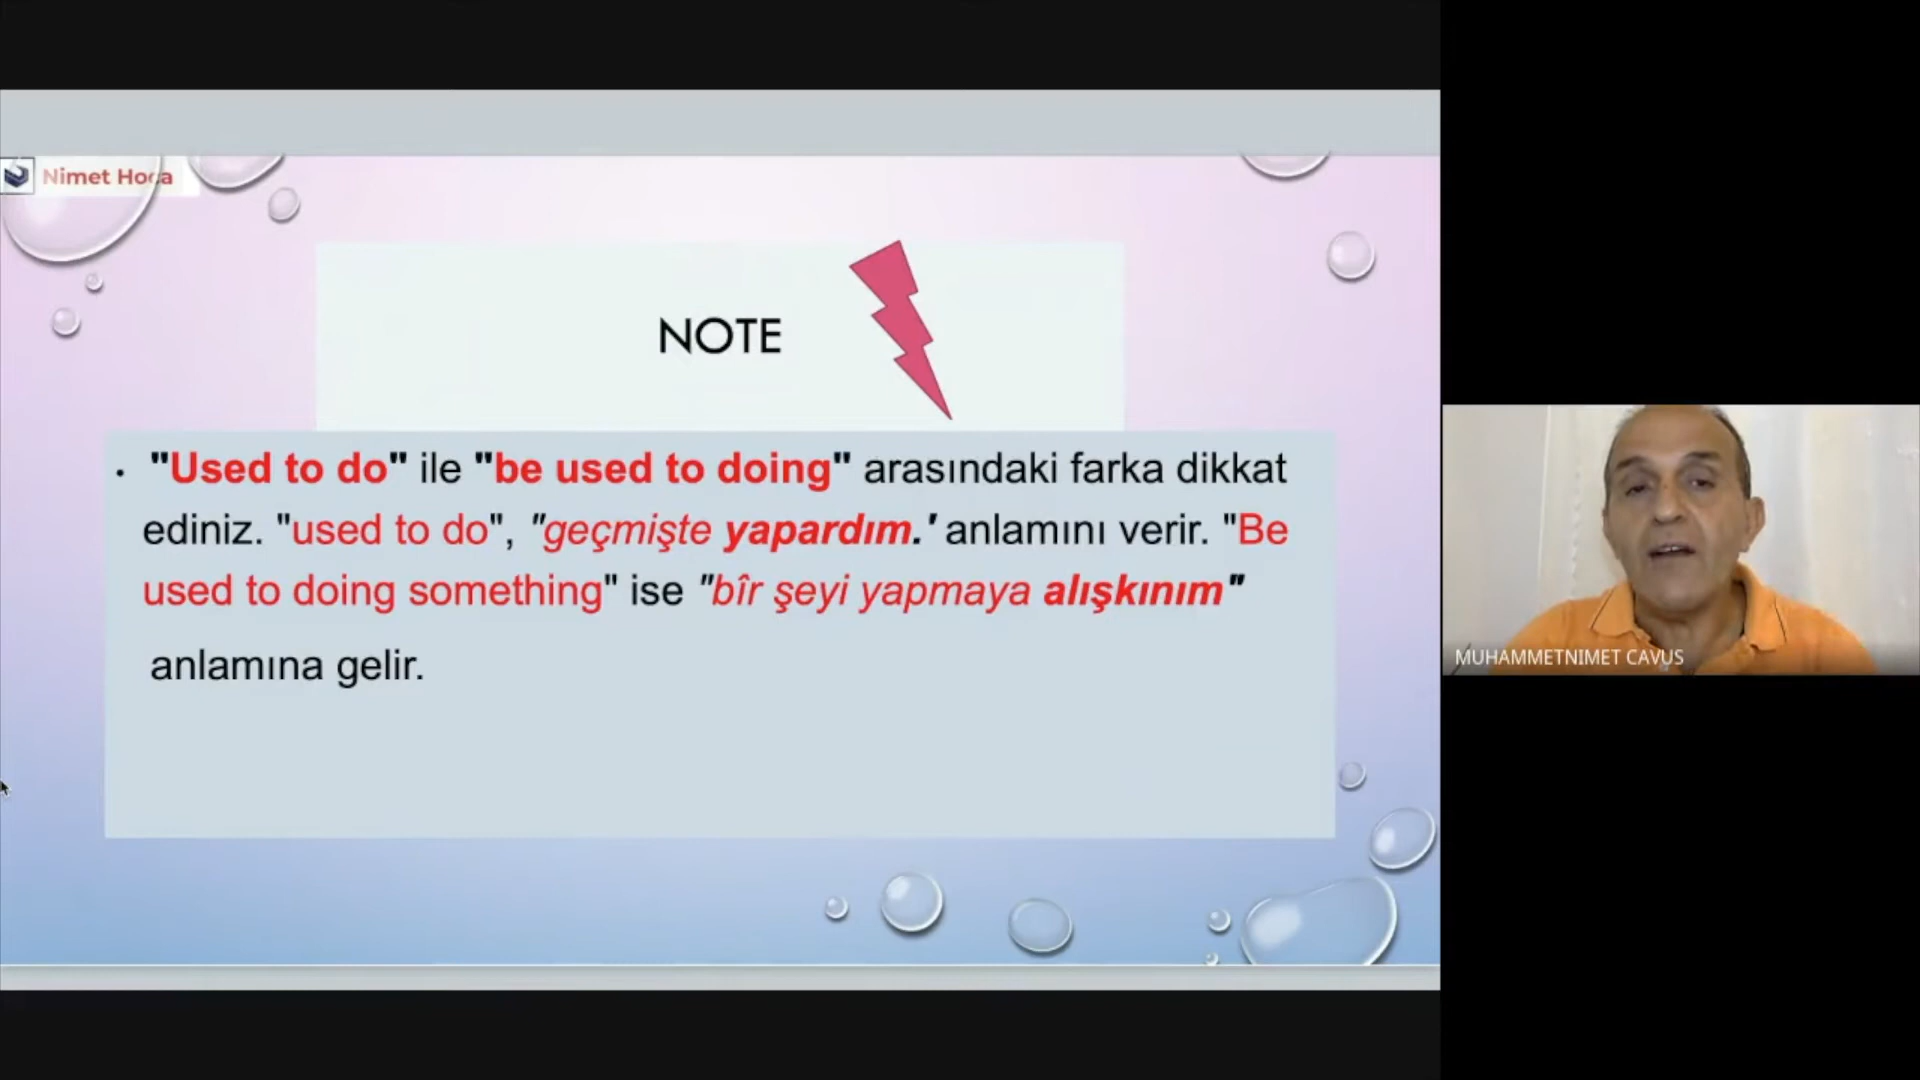 Nimet Hoca
NOTE
• "Used to do" ile "be used to doing" arasındaki farka dikkat
ediniz. "used to do", "geçmişte yapardım.' anlamını verir. "Be
used to doing something" ise "bîr şeyi yapmaya alışkınım"
anlamına gelir.
MUHAMMETNIMET CAVUS